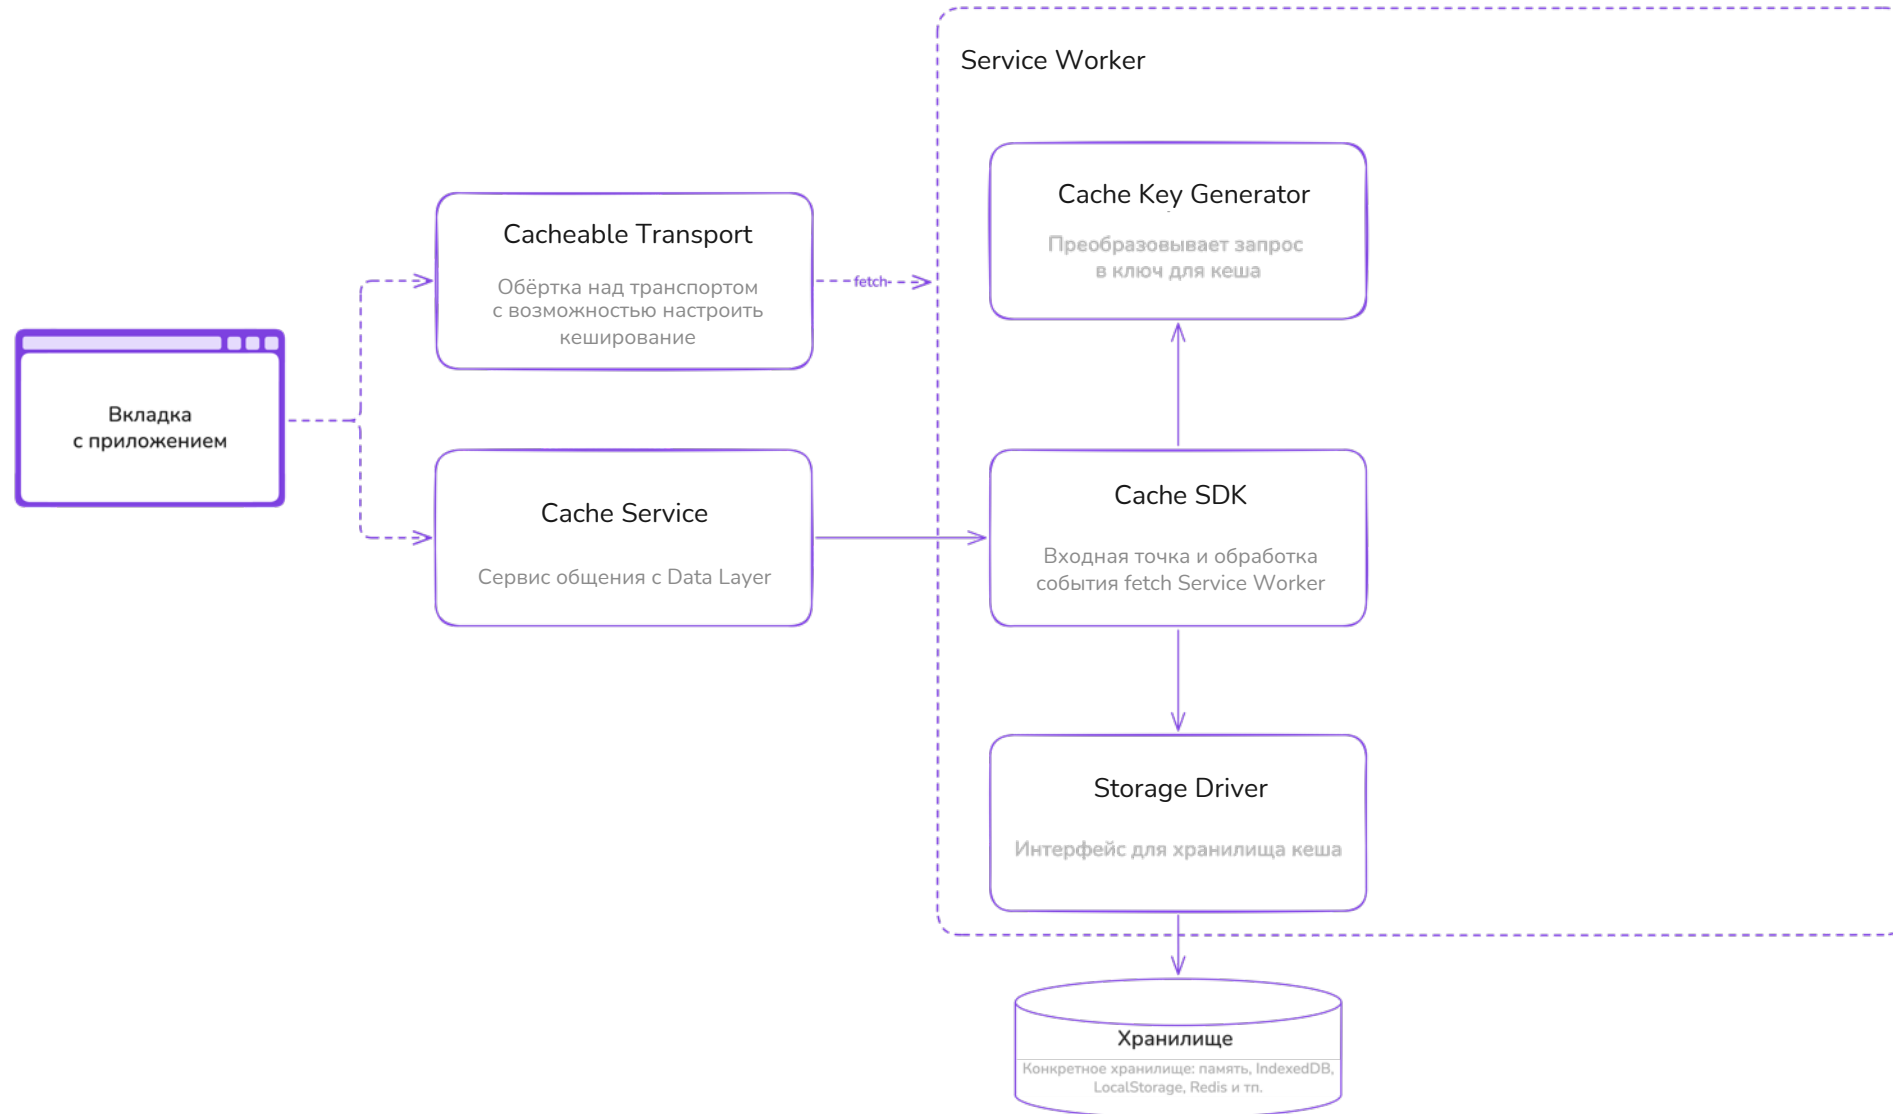 Service Worker
Cache Key Generator
Преобразовывает запрос
в ключ для кеша
Cacheable Transport
Обёртка над транспортом
с возможностью настроить
кеширование
fetch
Вкладка
с приложением
Cache Service
Сервис общения с Data Layer
Cache SDK
Входная точка и обработка
события fetch Service Worker
Storage Driver
Интерфейс для хранилища кеша
Хранилище
Конкретное хранилище: память, IndexedDB,
LocalStorage, Redis и тп.